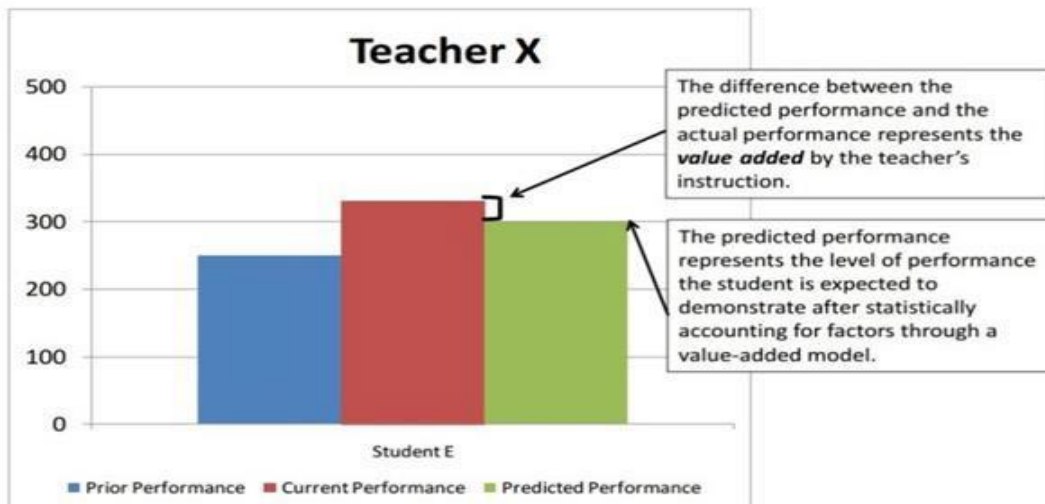 Teacher X
500
400
300
200
100
0
Student E
Prior Performance
Current Performance
Predicted Performance
The difference between the
predicted performance and the
actual performance represents the
value added by the teacher's
instruction.
The predicted performance
represents the level of performance
the student is expected to
demonstrate after statistically
accounting for factors through a
value-added model.